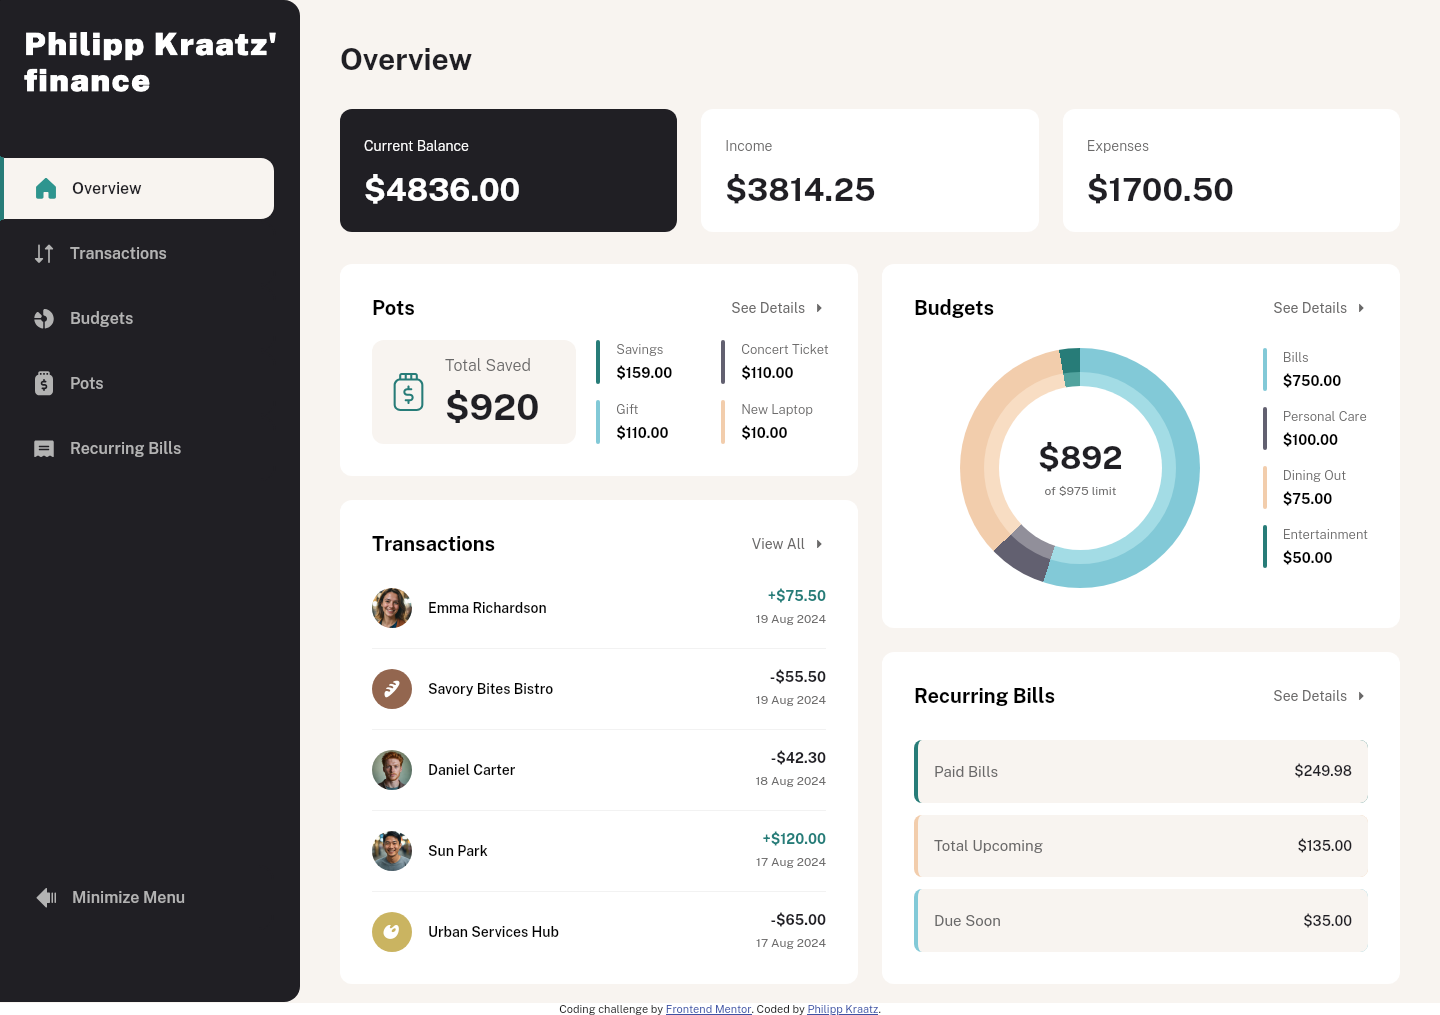 Philipp Kraatz'
finance
Overview
Transactions
Budgets
Pots
Recurring Bills
Minimize Menu
Overview
Current Balance
$4836.00
Income
$3814.25
Expenses
$1700.50
Pots
See Details
Total Saved
$920
Savings
$159.00
Concert Ticket
$110.00
Gift
$110.00
New Laptop
$10.00
Transactions
View All
Emma Richardson
+$75.50
19 Aug 2024
Savory Bites Bistro
-$55.50
19 Aug 2024
Daniel Carter
-$42.30
18 Aug 2024
Sun Park
+$120.00
17 Aug 2024
Urban Services Hub
-$65.00
17 Aug 2024
Budgets
See Details
$892
of $975 limit
Bills
$750.00
Personal Care
$100.00
Dining Out
$75.00
Entertainment
$50.00
Recurring Bills
See Details
Paid Bills
$249.98
Total Upcoming
$135.00
Due Soon
$35.00
Coding challenge by Frontend Mentor. Coded by Philipp Kraatz.